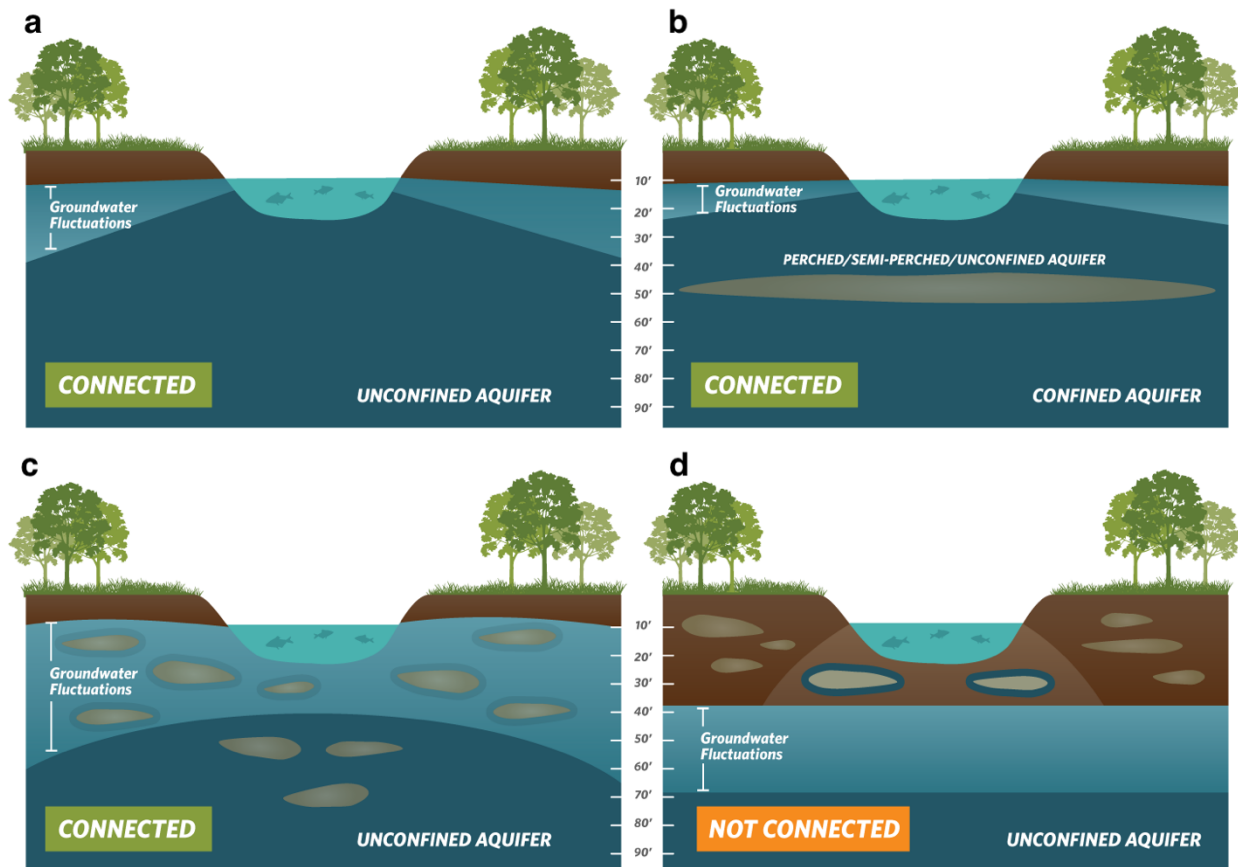 a
b
Groundwater
Fluctuations
10'
20'
30'
40'
50'
60'
70'
80'
90'
Groundwater
Fluctuations
PERCHED/SEMI-PERCHED/UNCONFINED AQUIFER
CONNECTED
UNCONFINED AQUIFER
CONNECTED
CONFINED AQUIFER
c
d
Groundwater
Fluctuations
10'
20'
30'
40'
50'
60'
70'
80'
90'
Groundwater
Fluctuations
CONNECTED
UNCONFINED AQUIFER
NOT CONNECTED
UNCONFINED AQUIFER